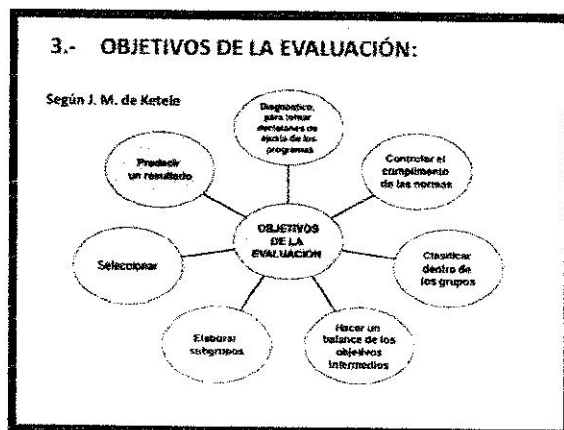 3.- OBJETIVOS DE LA EVALUACIÓN:
Según J. M. de Ketele
Diagnostico,
para tomar
decisiones de
ajuste de los
programas
Controlar el
cumplimento
de las normas
Clasificar
dentro de
los grupos
Hacer un
balance de los
objetivos
intermedios
Elaborar
subgrupos
Seleccionar
Predecir
un resultado
OBJETIVOS
DE LA
EVALUACIÓN